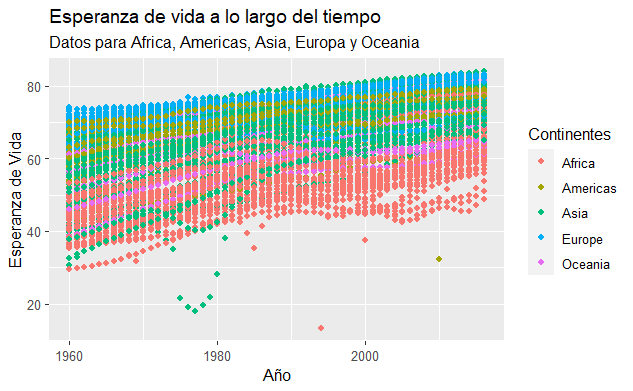 Esperanza de vida a lo largo del tiempo
Datos para Africa, Americas, Asia, Europa y Oceania
Esperanza de Vida
80
60
40
20
1960
1980
2000
Año
Continentes
Africa
Americas
Asia
Europe
Oceania